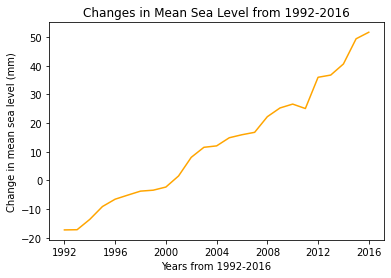 Changes in Mean Sea Level from 1992-2016
Change in mean sea level (mm)
50
40
30
20
10
0
−10
−20
1992 1996 2000 2004 2008 2012 2016
Years from 1992-2016